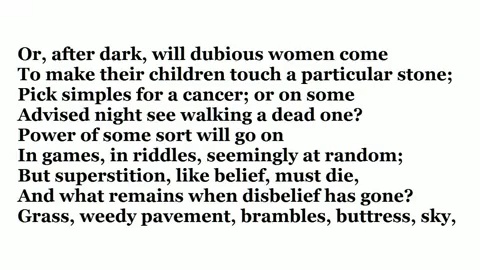 Or, after dark, will dubious women come
To make their children touch a particular stone;
Pick simples for a cancer; or on some
Advised night see walking a dead one?
Power of some sort will go on
In games, in riddles, seemingly at random;
But superstition, like belief, must die,
And what remains when disbelief has gone?
Grass, weedy pavement, brambles, buttress, sky,